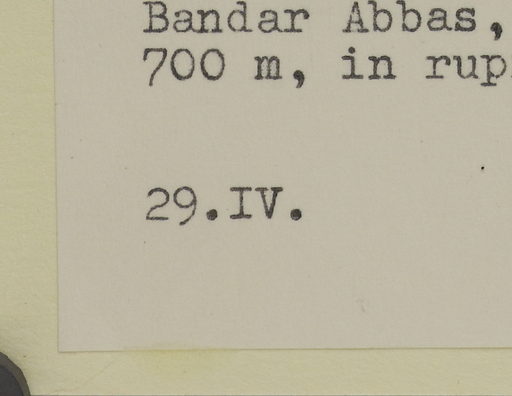 Bandar Abbas,
700 m, in rup
29.IV.